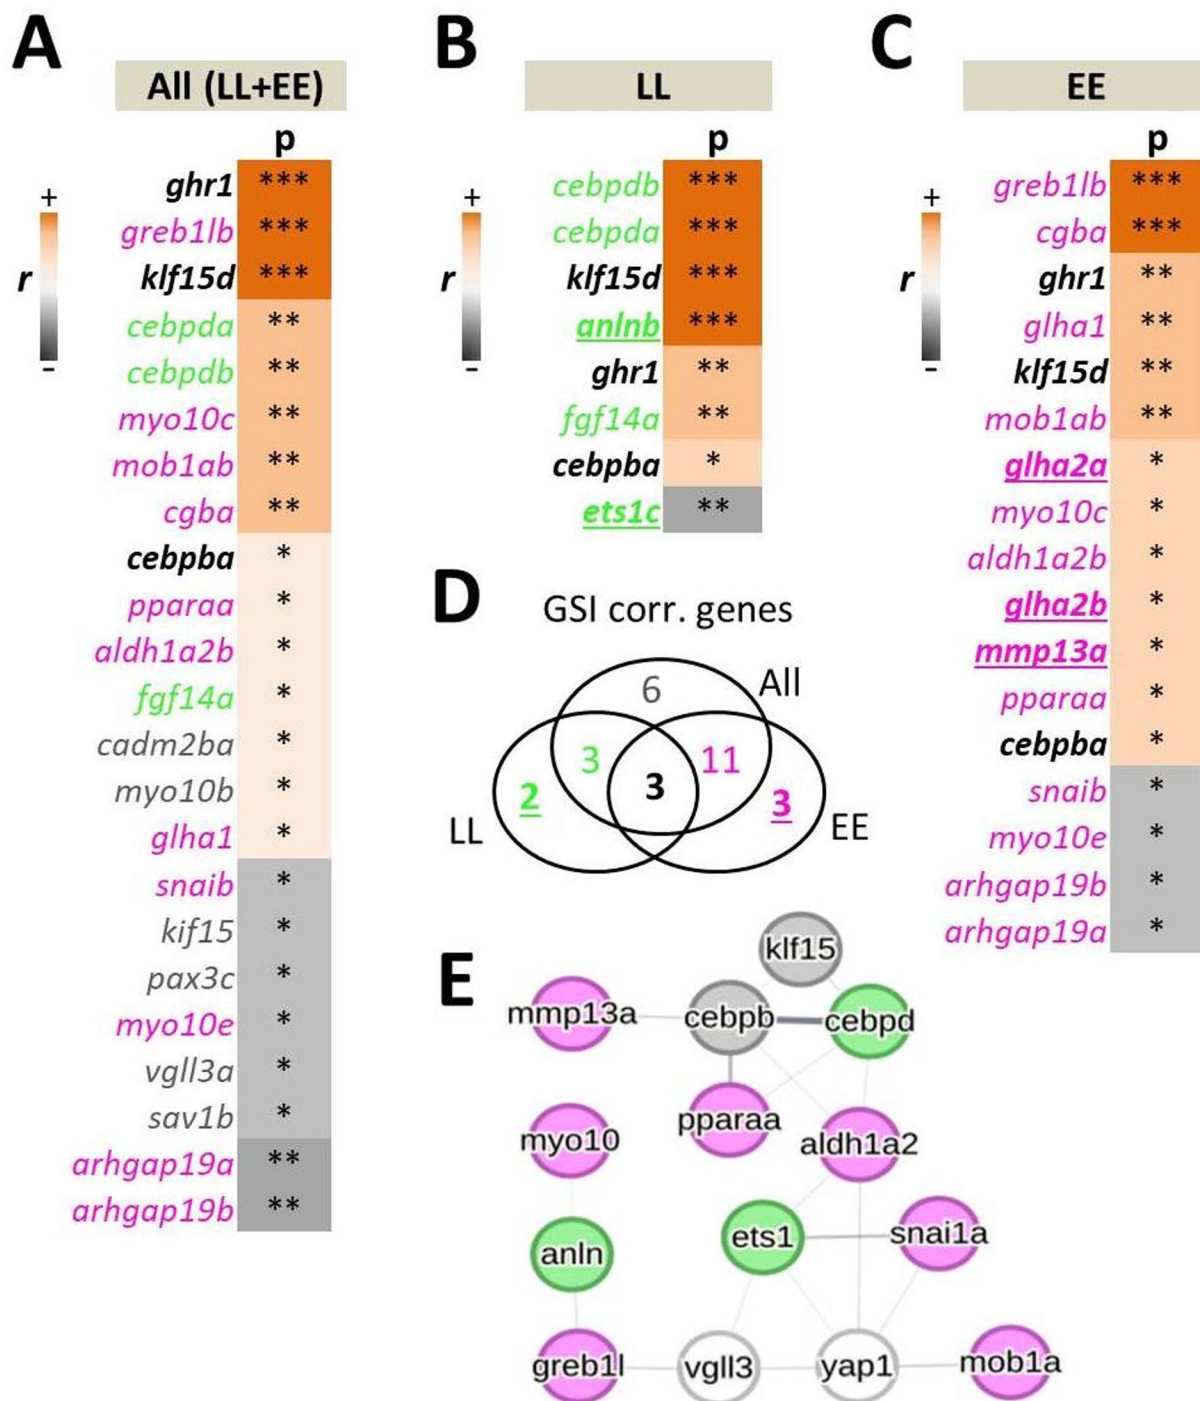 A
All (LL+EE)
p
+
r
-
ghr1 ***
greb1lb ***
klf15d ***
cebpda **
cebpdb **
myo10c **
mob1ab **
cgba **
cebpba *
pparaa *
aldh1a2b *
fgf14a *
cadm2ba *
myo10b *
glha1 *
snaib *
kif15 *
pax3c *
myo10e *
vgll3a *
sav1b *
arhgap19a **
arhgap19b **
B
LL
p
+
r
-
cebpdb ***
cebpda ***
klf15d ***
anlnb ***
ghr1 **
fgf14a **
cebpba *
ets1c **
C
EE
p
+
r
-
greb1lb ***
cgba ***
ghr1 **
glha1 **
klf15d **
mob1ab **
glha2a *
myo10c *
aldh1a2b *
glha2b *
mmp13a *
pparaa *
cebpba *
snaib *
myo10e *
arhgap19b *
arhgap19a *
D
GSI corr. genes
6 All
3 3 11
2 3
LL EE
E
klf15
mmp13a cebpb cebpd
pparaa
myo10 aldh1a2
ets1 snai1a
anln
greb1l vgll3 yap1 mob1a